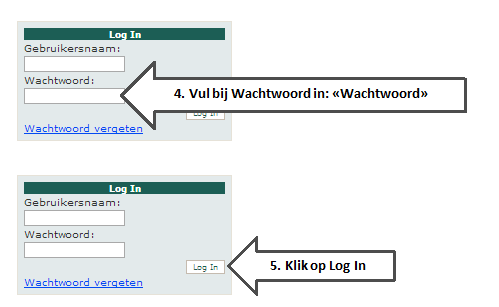 Log In
Gebruikersnaam:
Wachtwoord:
4. Vul bij Wachtwoord in: «Wachtwoord»
Log In
Wachtwoord vergeten
Log In
Gebruikersnaam:
Wachtwoord:
Log In
5. Klik op Log In
Wachtwoord vergeten